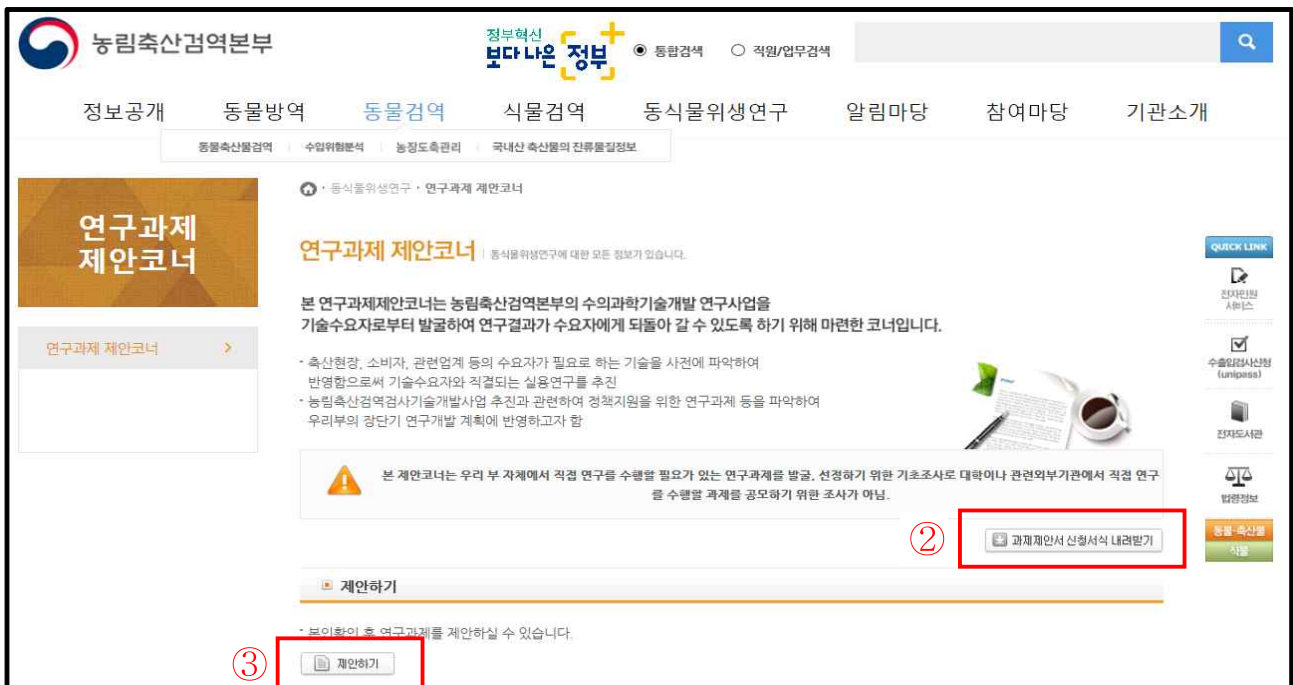 농림축산검역본부
정부혁신
보다 나은 정부
통합검색 직원/업무검색
정보공개 동물방역 동물검역 식물검역 동식물위생연구 알림마당 참여마당 기관소개
동물축산물검역 수입위험분석 농장도축관리 국내산 축산물의 잔류물질정보
연구과제
제안코너
연구과제 제안코너
· 동식물위생연구 · 연구과제 제안코너
연구과제 제안코너 동식물위생연구에 대한 모든 정보가 있습니다.
본 연구과제제안코너는 농림축산검역본부의 수의과학기술개발 연구사업을
기술수요자로부터 발굴하여 연구결과가 수요자에게 되돌아 갈 수 있도록 하기 위해 마련한 코너입니다.
· 축산현장, 소비자, 관련업계 등의 수요자가 필요로 하는 기술을 사전에 파악하여
반영함으로써 기술수요자와 직결되는 실용연구를 추진
· 농림축산검역검사기술개발사업 추진과 관련하여 정책지원을 위한 연구과제 등을 파악하여
우리부의 장단기 연구개발 계획에 반영하고자 함
본 제안코너는 우리 부 자체에서 직접 연구를 수행할 필요가 있는 연구과제를 발굴, 선정하기 위한 기초조사로 대학이나 관련외부기관에서 직접 연구
를 수행할 과제를 공모하기 위한 조사가 아님.
② 과제제안서 신청서식 내려받기
제안하기
· 본인확인 후 연구과제를 제안하실 수 있습니다.
③ 제안하기
QUICK LINK
전자민원
서비스
수출입검사신청
(unipass)
전자도서관
법령정보
동물·축산물
식물